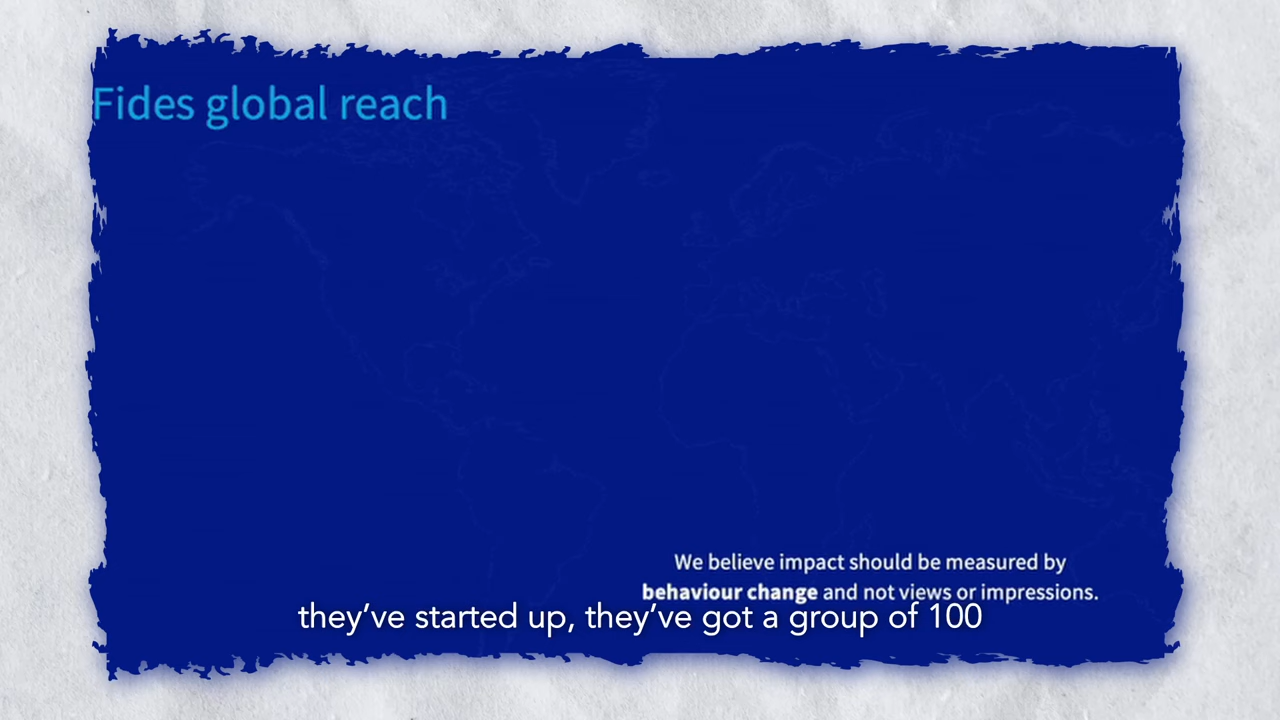 Fides global reach
We believe impact should be measured by
behaviour change and not views or impressions.
they’ve started up, they’ve got a group of 100